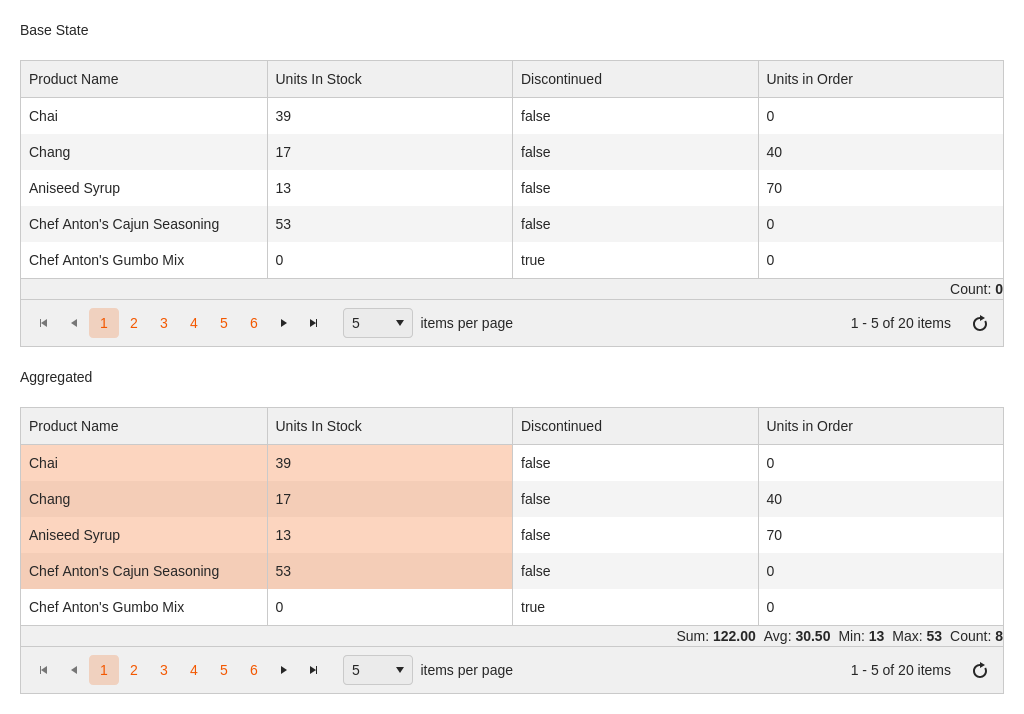 Base State
Product Name Units In Stock Discontinued Units in Order
Chai 39 false 0
Chang 17 false 40
Aniseed Syrup 13 false 70
Chef Anton's Cajun Seasoning 53 false 0
Chef Anton's Gumbo Mix 0 true 0
Count: 0
1 2 3 4 5 6 5 items per page 1 - 5 of 20 items
Aggregated
Product Name Units In Stock Discontinued Units in Order
Chai 39 false 0
Chang 17 false 40
Aniseed Syrup 13 false 70
Chef Anton's Cajun Seasoning 53 false 0
Chef Anton's Gumbo Mix 0 true 0
Sum: 122.00 Avg: 30.50 Min: 13 Max: 53 Count: 8
1 2 3 4 5 6 5 items per page 1 - 5 of 20 items